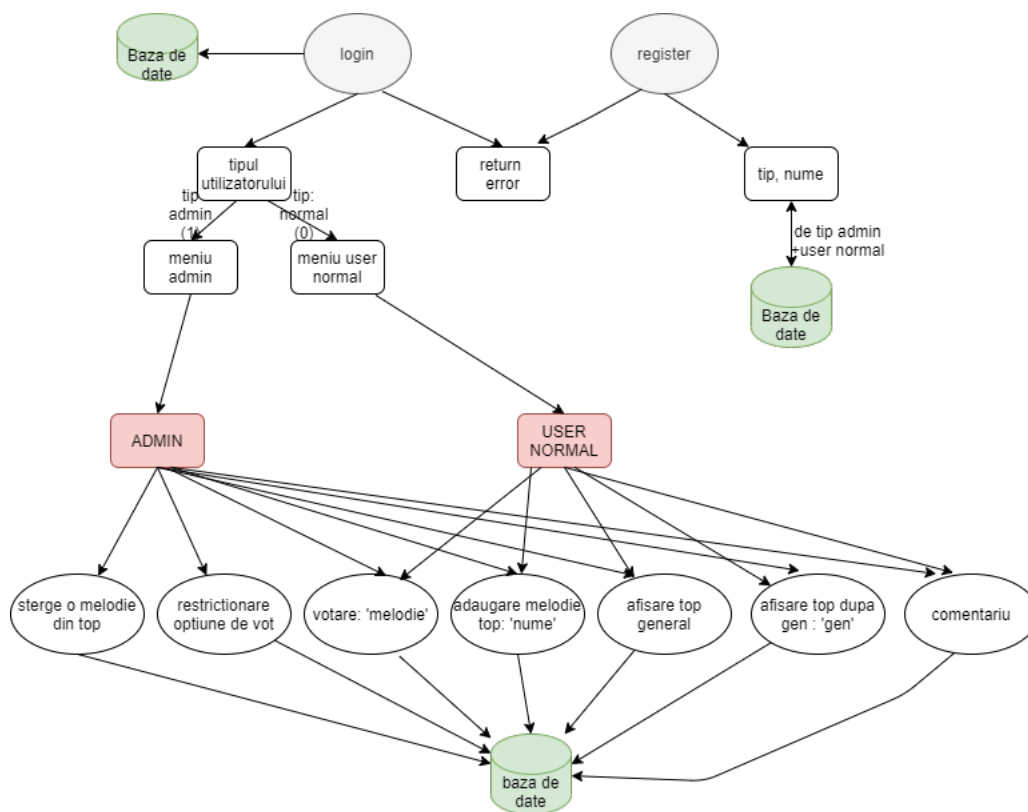 Baza de
date
login
register
tipul
utilizatorului
return
error
tip, nume
tip
admin
(1)
tip:
normal
(0)
de tip admin
+user normal
meniu
admin
meniu user
normal
Baza de
date
ADMIN
USER
NORMAL
sterge o melodie
din top
restrictionare
optiune de vot
votare: 'melodie'
adaugare melodie
top: 'nume'
afisare top
general
afisare top dupa
gen : 'gen'
comentariu
baza de
date